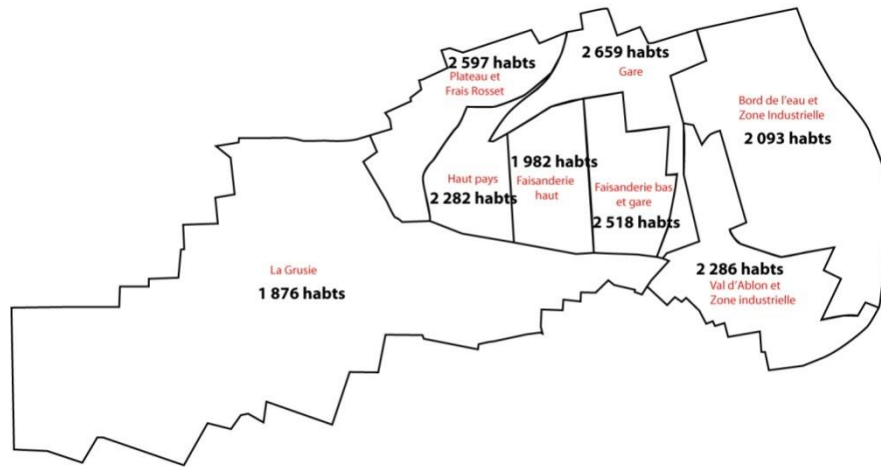 2 597 habts
Plateau et
Frais Rosset
2 659 habts
Gare
Bord de l'eau et
Zone Industrielle
2 093 habts
Haut pays
2 282 habts
1 982 habts
Faisanderie
haut
Faisanderie bas
et gare
2 518 habts
La Grusie
1 876 habts
2 286 habts
Val d'Ablon et
Zone industrielle